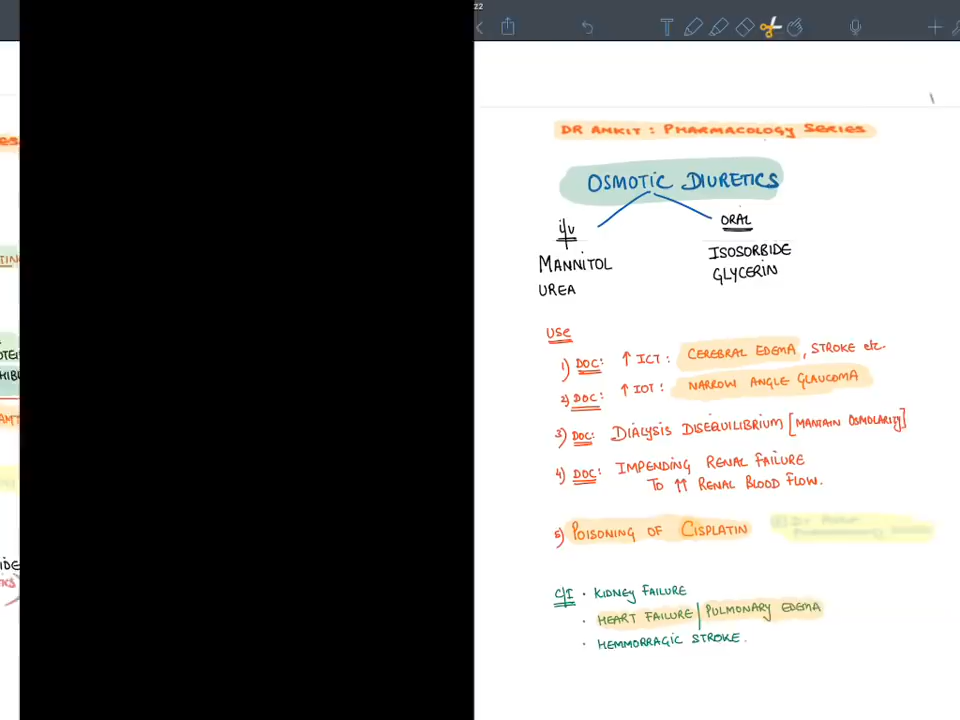 22
DR ANKIT : PHARMACOLOGY SERIES
OSMOTIC DIURETICS
i/v
ORAL
MANNITOL
UREA
ISOSORBIDE
GLYCERIN
USE
1) DOC: ↑ ICT : CEREBRAL EDEMA, STROKE etc.
2) DOC: ↑ IOT : NARROW ANGLE GLAUCOMA
3) DOC: DIALYSIS DISEQUILIBRIUM [MANTAIN OSMOLARITY]
4) DOC: IMPENDING RENAL FAILURE
TO ↑↑ RENAL BLOOD FLOW.
5) POISONING OF CISPLATIN
C/I · KIDNEY FAILURE
· HEART FAILURE | PULMONARY EDEMA
· HEMMORRAGIC STROKE.